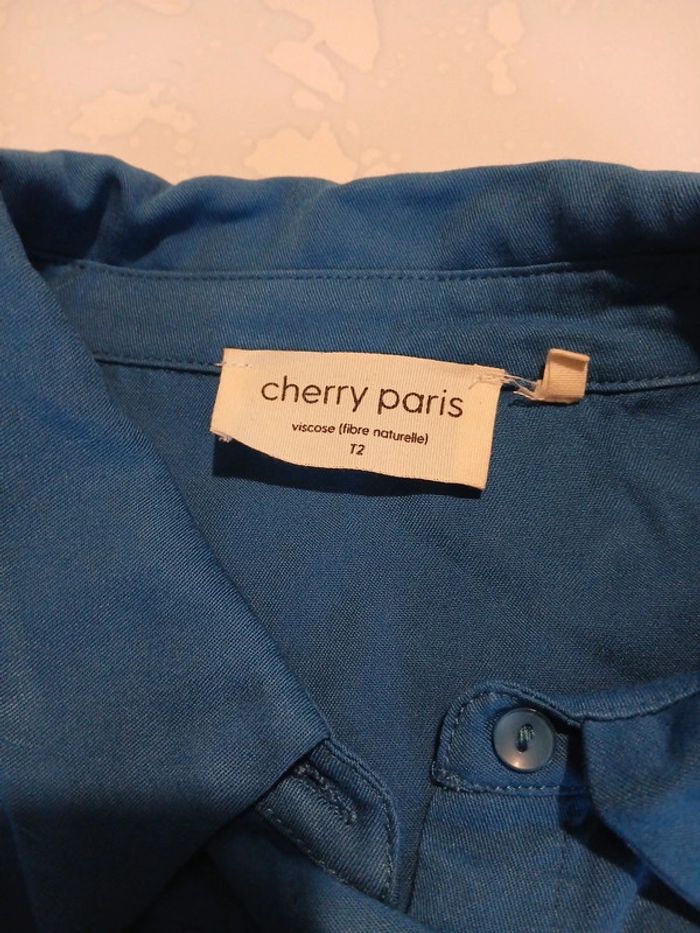 cherry paris
viscose (fibre naturelle)
T2